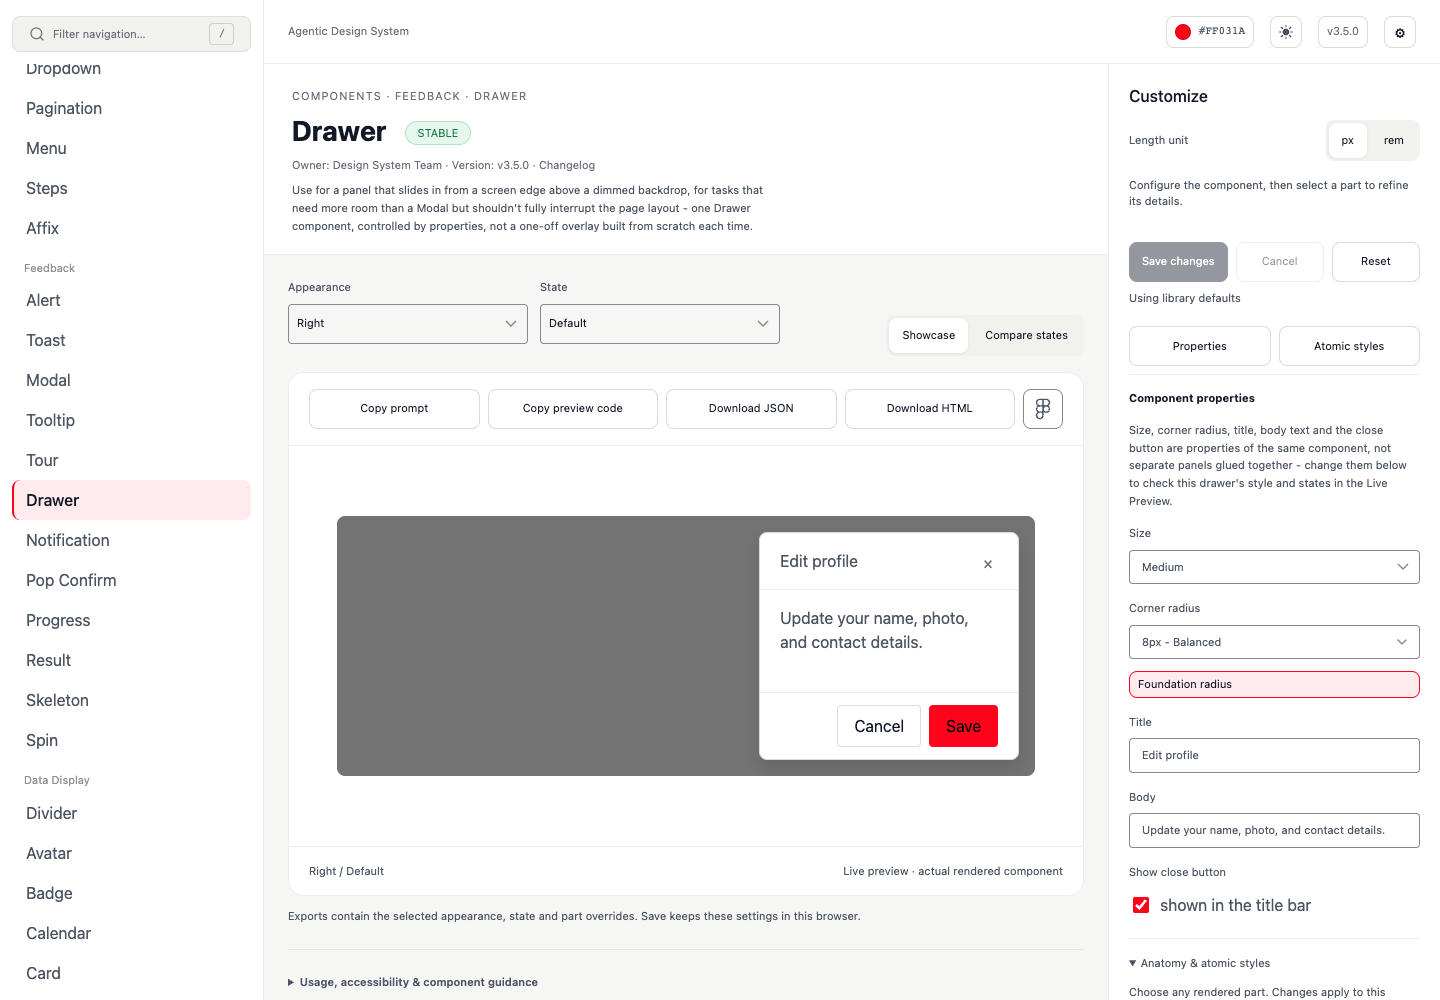 Filter navigation...
/
Dropdown
Pagination
Menu
Steps
Affix
Feedback
Alert
Toast
Modal
Tooltip
Tour
Drawer
Notification
Pop Confirm
Progress
Result
Skeleton
Spin
Data Display
Divider
Avatar
Badge
Calendar
Card
Agentic Design System
#FF031A
v3.5.0
COMPONENTS · FEEDBACK · DRAWER
Drawer
STABLE
Owner: Design System Team · Version: v3.5.0 · Changelog
Use for a panel that slides in from a screen edge above a dimmed backdrop, for tasks that
need more room than a Modal but shouldn't fully interrupt the page layout - one Drawer
component, controlled by properties, not a one-off overlay built from scratch each time.
Appearance
State
Right
Default
Showcase
Compare states
Copy prompt
Copy preview code
Download JSON
Download HTML
Edit profile
×
Update your name, photo,
and contact details.
Cancel
Save
Right / Default
Live preview · actual rendered component
Exports contain the selected appearance, state and part overrides. Save keeps these settings in this browser.
Usage, accessibility & component guidance
Customize
Length unit
px
rem
Configure the component, then select a part to refine
its details.
Save changes
Cancel
Reset
Using library defaults
Properties
Atomic styles
Component properties
Size, corner radius, title, body text and the close
button are properties of the same component, not
separate panels glued together - change them below
to check this drawer's style and states in the Live
Preview.
Size
Medium
Corner radius
8px - Balanced
Foundation radius
Title
Edit profile
Body
Update your name, photo, and contact details.
Show close button
shown in the title bar
Anatomy & atomic styles
Choose any rendered part. Changes apply to this